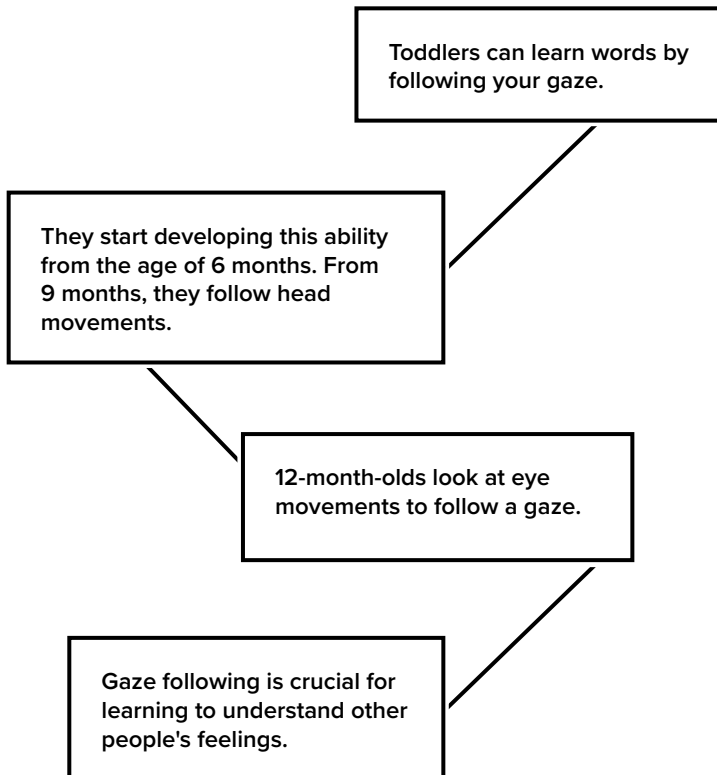 Toddlers can learn words by
following your gaze.
They start developing this ability
from the age of 6 months. From
9 months, they follow head
movements.
12-month-olds look at eye
movements to follow a gaze.
Gaze following is crucial for
learning to understand other
people's feelings.